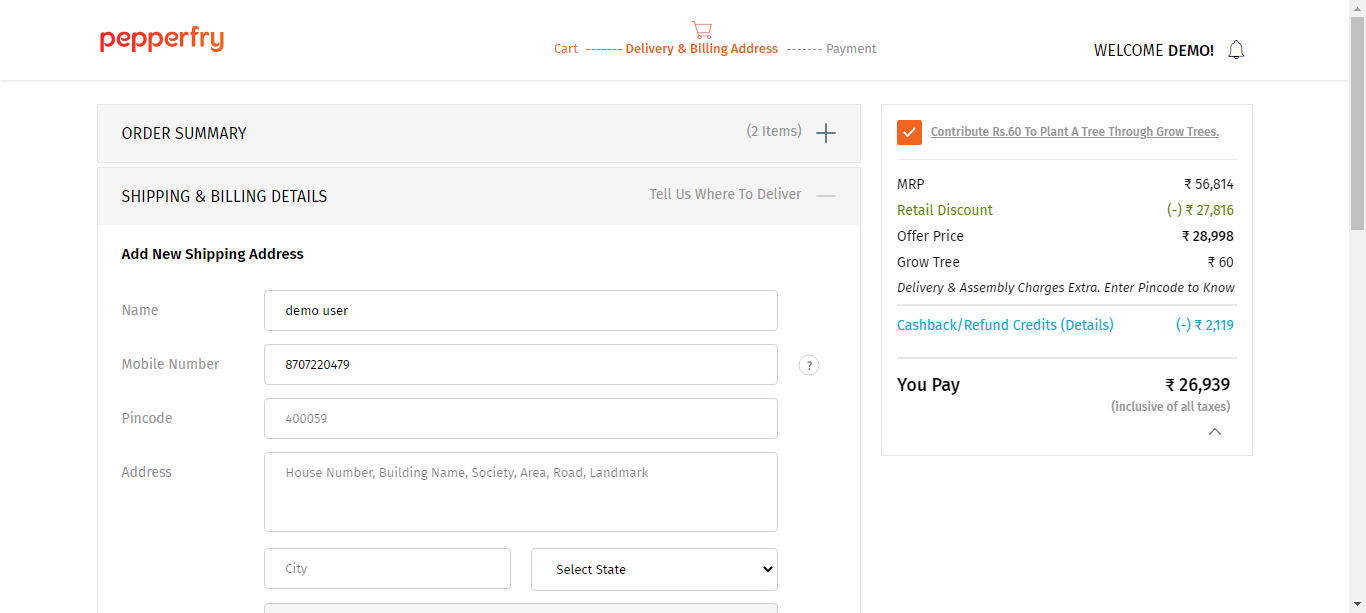 pepperfry
Cart ------- Delivery & Billing Address ------- Payment
WELCOME DEMO!
ORDER SUMMARY (2 Items)
SHIPPING & BILLING DETAILS Tell Us Where To Deliver
Add New Shipping Address
Name demo user
Mobile Number 8707220479 ?
Pincode 400059
Address House Number, Building Name, Society, Area, Road, Landmark
City Select State
Contribute Rs.60 To Plant A Tree Through Grow Trees.
MRP ₹ 56,814
Retail Discount (-) ₹ 27,816
Offer Price ₹ 28,998
Grow Tree ₹ 60
Delivery & Assembly Charges Extra. Enter Pincode to Know
Cashback/Refund Credits (Details) (-) ₹ 2,119
You Pay ₹ 26,939
(inclusive of all taxes)